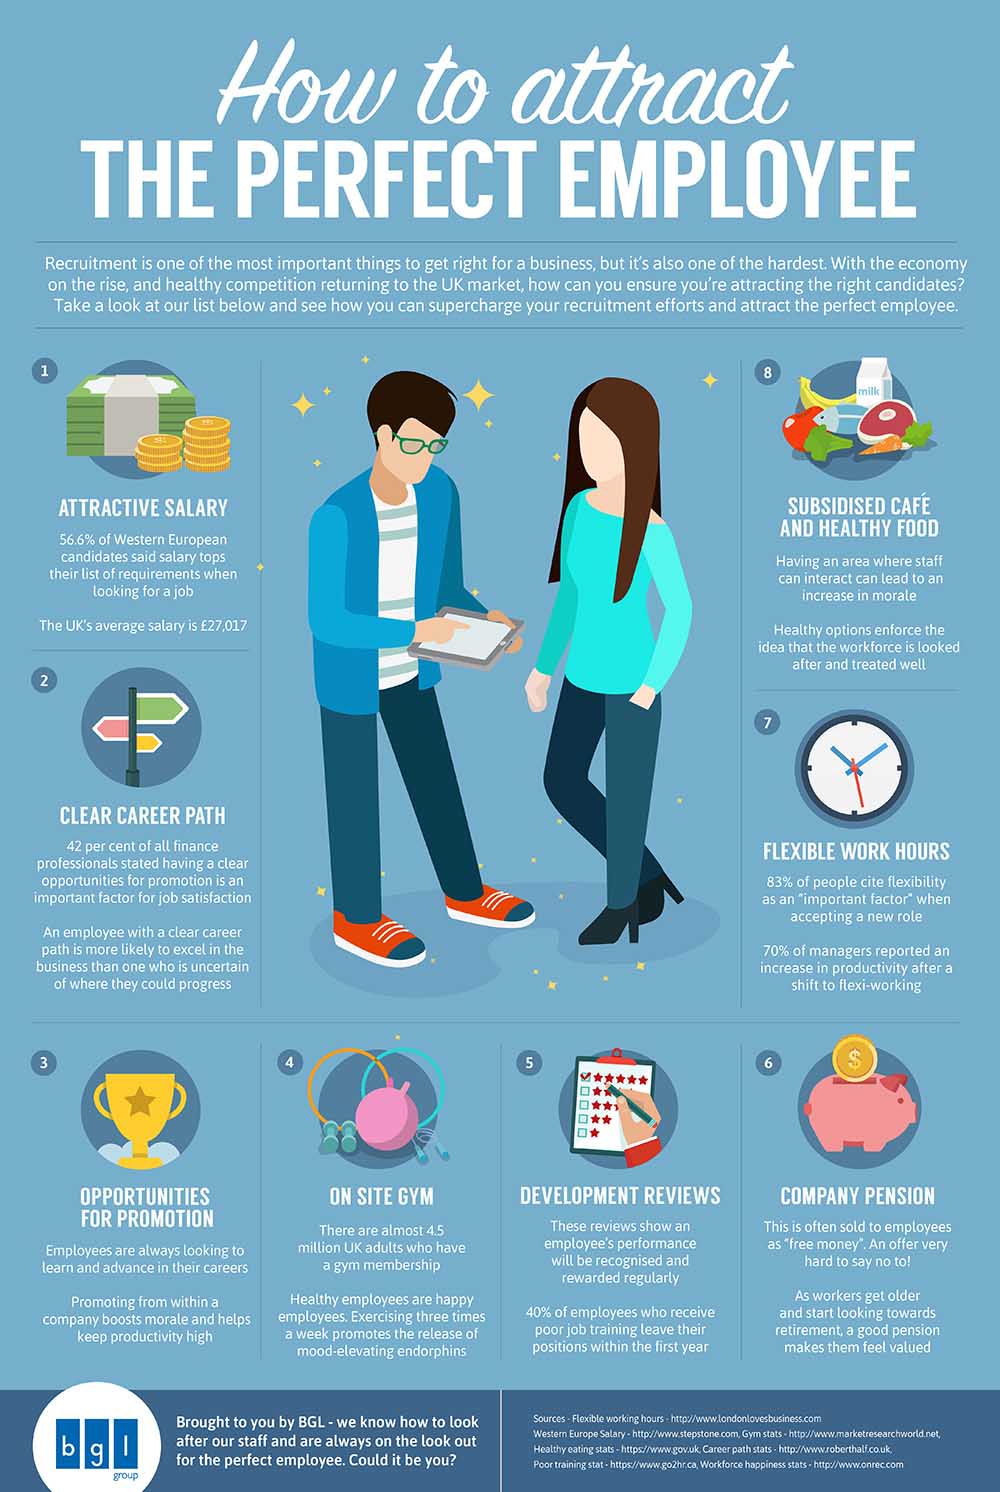 How to attract
THE PERFECT EMPLOYEE
Recruitment is one of the most important things to get right for a business, but it's also one of the hardest. With the economy
on the rise, and healthy competition returning to the UK market, how can you ensure you're attracting the right candidates?
Take a look at our list below and see how you can supercharge your recruitment efforts and attract the perfect employee.
1
ATTRACTIVE SALARY
56.6% of Western European
candidates said salary tops
their list of requirements when
looking for a job
The UK's average salary is £27,017
2
CLEAR CAREER PATH
42 per cent of all finance
professionals stated having a clear
opportunities for promotion is an
important factor for job satisfaction
An employee with a clear career
path is more likely to excel in the
business than one who is uncertain
of where they could progress
8
milk
SUBSIDISED CAFÉ
AND HEALTHY FOOD
Having an area where staff
can interact can lead to an
increase in morale
Healthy options enforce the
idea that the workforce is looked
after and treated well
7
FLEXIBLE WORK HOURS
83% of people cite flexibility
as an "important factor" when
accepting a new role
70% of managers reported an
increase in productivity after a
shift to flexi-working
3
OPPORTUNITIES
FOR PROMOTION
Employees are always looking to
learn and advance in their careers
Promoting from within a
company boosts morale and helps
keep productivity high
4
ON SITE GYM
There are almost 4.5
million UK adults who have
a gym membership
Healthy employees are happy
employees. Exercising three times
a week promotes the release of
mood-elevating endorphins
5
DEVELOPMENT REVIEWS
These reviews show an
employee's performance
will be recognised and
rewarded regularly
40% of employees who receive
poor job training leave their
positions within the first year
6
$
COMPANY PENSION
This is often sold to employees
as "free money". An offer very
hard to say no to!
As workers get older
and start looking towards
retirement, a good pension
makes them feel valued
bgl
group
Brought to you by BGL - we know how to look
after our staff and are always on the look out
for the perfect employee. Could it be you?
Sources - Flexible working hours - http://www.londonlovesbusiness.com
Western Europe Salary - http://www.stepstone.com, Gym stats - http://www.marketresearchworld.net,
Healthy eating stats - https://www.gov.uk, Career path stats - http://www.roberthalf.co.uk,
Poor training stat - https://www.go2hr.ca, Workforce happiness stats - http://www.onrec.com